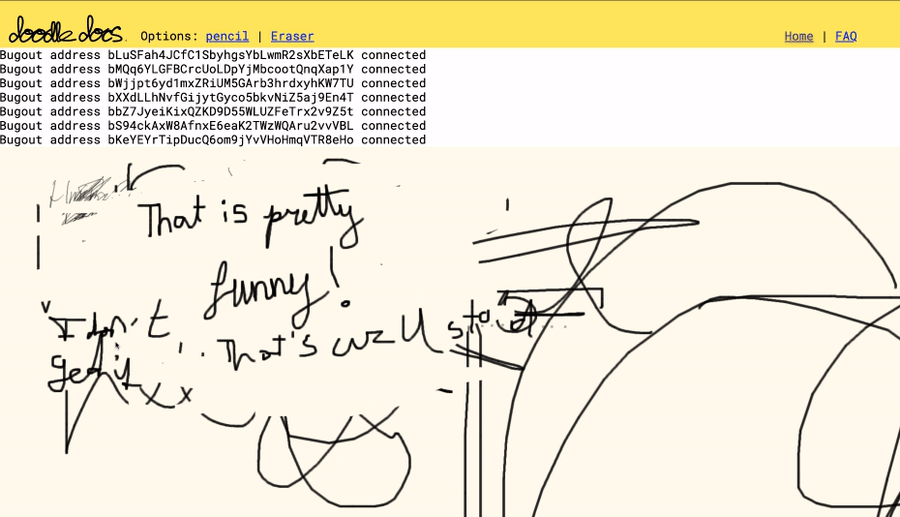 doodle docs. Options: pencil | Eraser Home | FAQ
Bugout address bLuSFah4JCfC1SbyhgsYbLwmR2sXbETeLK connected
Bugout address bMQq6YLGFBCrcUoLDpYjMbcootQnqXap1Y connected
Bugout address bWjjpt6yd1mxZRiUM5GArb3hrdxyhKW7TU connected
Bugout address bXXdLLhNvfGijytGyco5bkvNiZ5aj9En4T connected
Bugout address bbZ7JyeiKixQZKD9D55WLUZFeTrx2v9Z5t connected
Bugout address bS94ckAxW8AfnxE6eaK2TWzWQAru2vvVBL connected
Bugout address bKeYEYrTipDucQ6om9jYvVHoHmqVTR8eHo connected
That is pretty
funny!
I don't
get it
That's